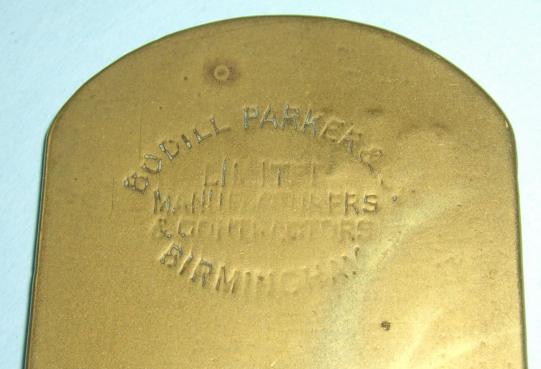 BODILL PARKER &
LIMITED
MANUFACTURERS
& CONTRACTORS
BIRMINGHAM